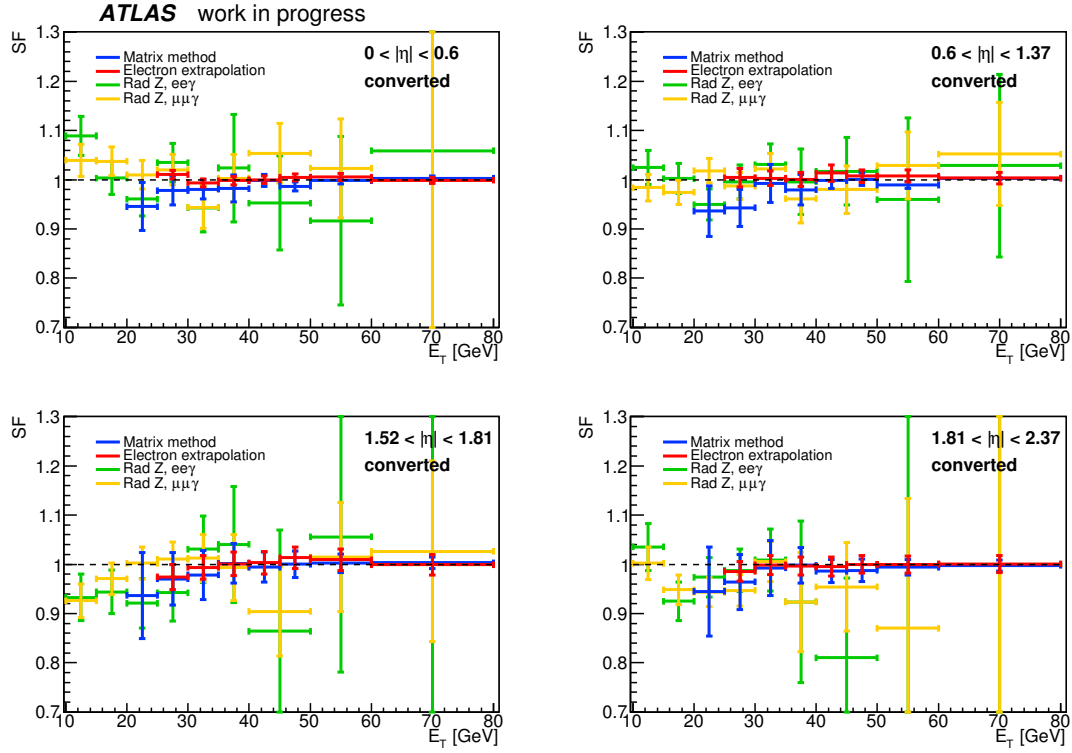 ATLAS work in progress
SF
1.3
1.2
1.1
1
0.9
0.8
0.7
Matrix method
Electron extrapolation
Rad Z, eeγ
Rad Z, μμγ
0 < |η| < 0.6
converted
10 20 30 40 50 60 70 80
E_T [GeV]
SF
1.3
1.2
1.1
1
0.9
0.8
0.7
Matrix method
Electron extrapolation
Rad Z, eeγ
Rad Z, μμγ
0.6 < |η| < 1.37
converted
10 20 30 40 50 60 70 80
E_T [GeV]
SF
1.3
1.2
1.1
1
0.9
0.8
0.7
Matrix method
Electron extrapolation
Rad Z, eeγ
Rad Z, μμγ
1.52 < |η| < 1.81
converted
10 20 30 40 50 60 70 80
E_T [GeV]
SF
1.3
1.2
1.1
1
0.9
0.8
0.7
Matrix method
Electron extrapolation
Rad Z, eeγ
Rad Z, μμγ
1.81 < |η| < 2.37
converted
10 20 30 40 50 60 70 80
E_T [GeV]